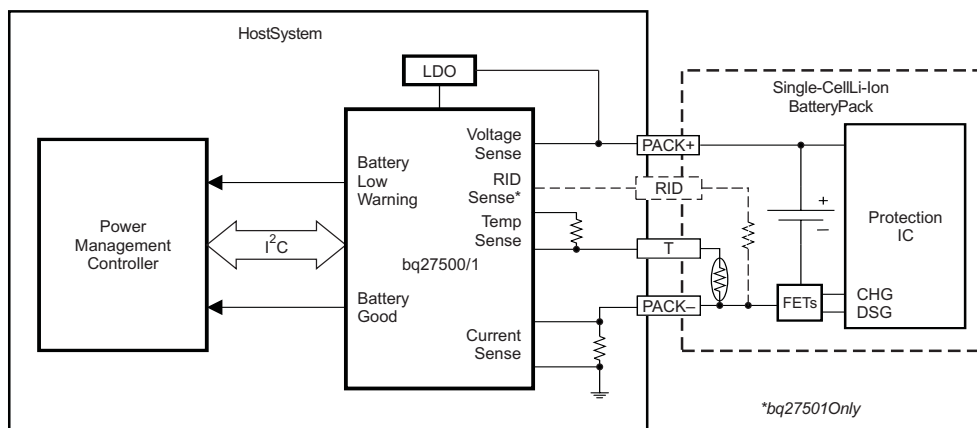 HostSystem
LDO
Single-CellLi-Ion
BatteryPack
Voltage
Sense
PACK+
Battery
Low
Warning
RID
Sense*
RID
Temp
Sense
Power
Management
Controller
I2C
bq27500/1
T
+
–
Protection
IC
Battery
Good
PACK–
FETs
CHG
DSG
Current
Sense
*bq27501Only